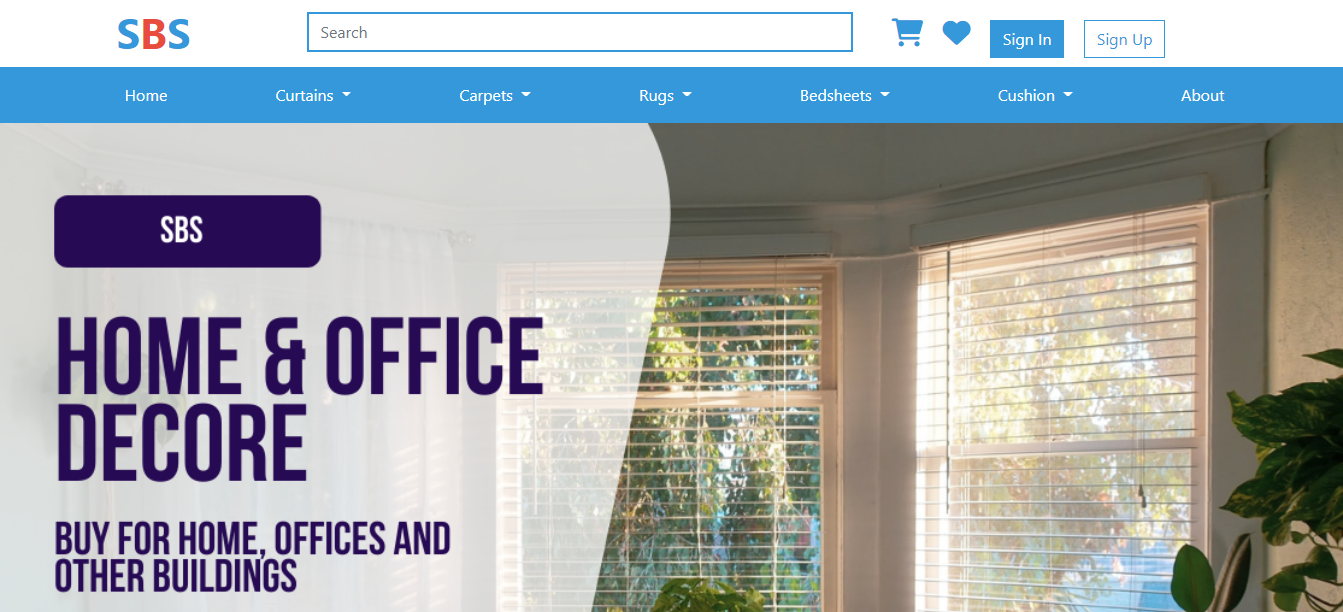 SBS
Search
Sign In
Sign Up
Home
Curtains
Carpets
Rugs
Bedsheets
Cushion
About
SBS
HOME & OFFICE
DECORE
BUY FOR HOME, OFFICES AND
OTHER BUILDINGS